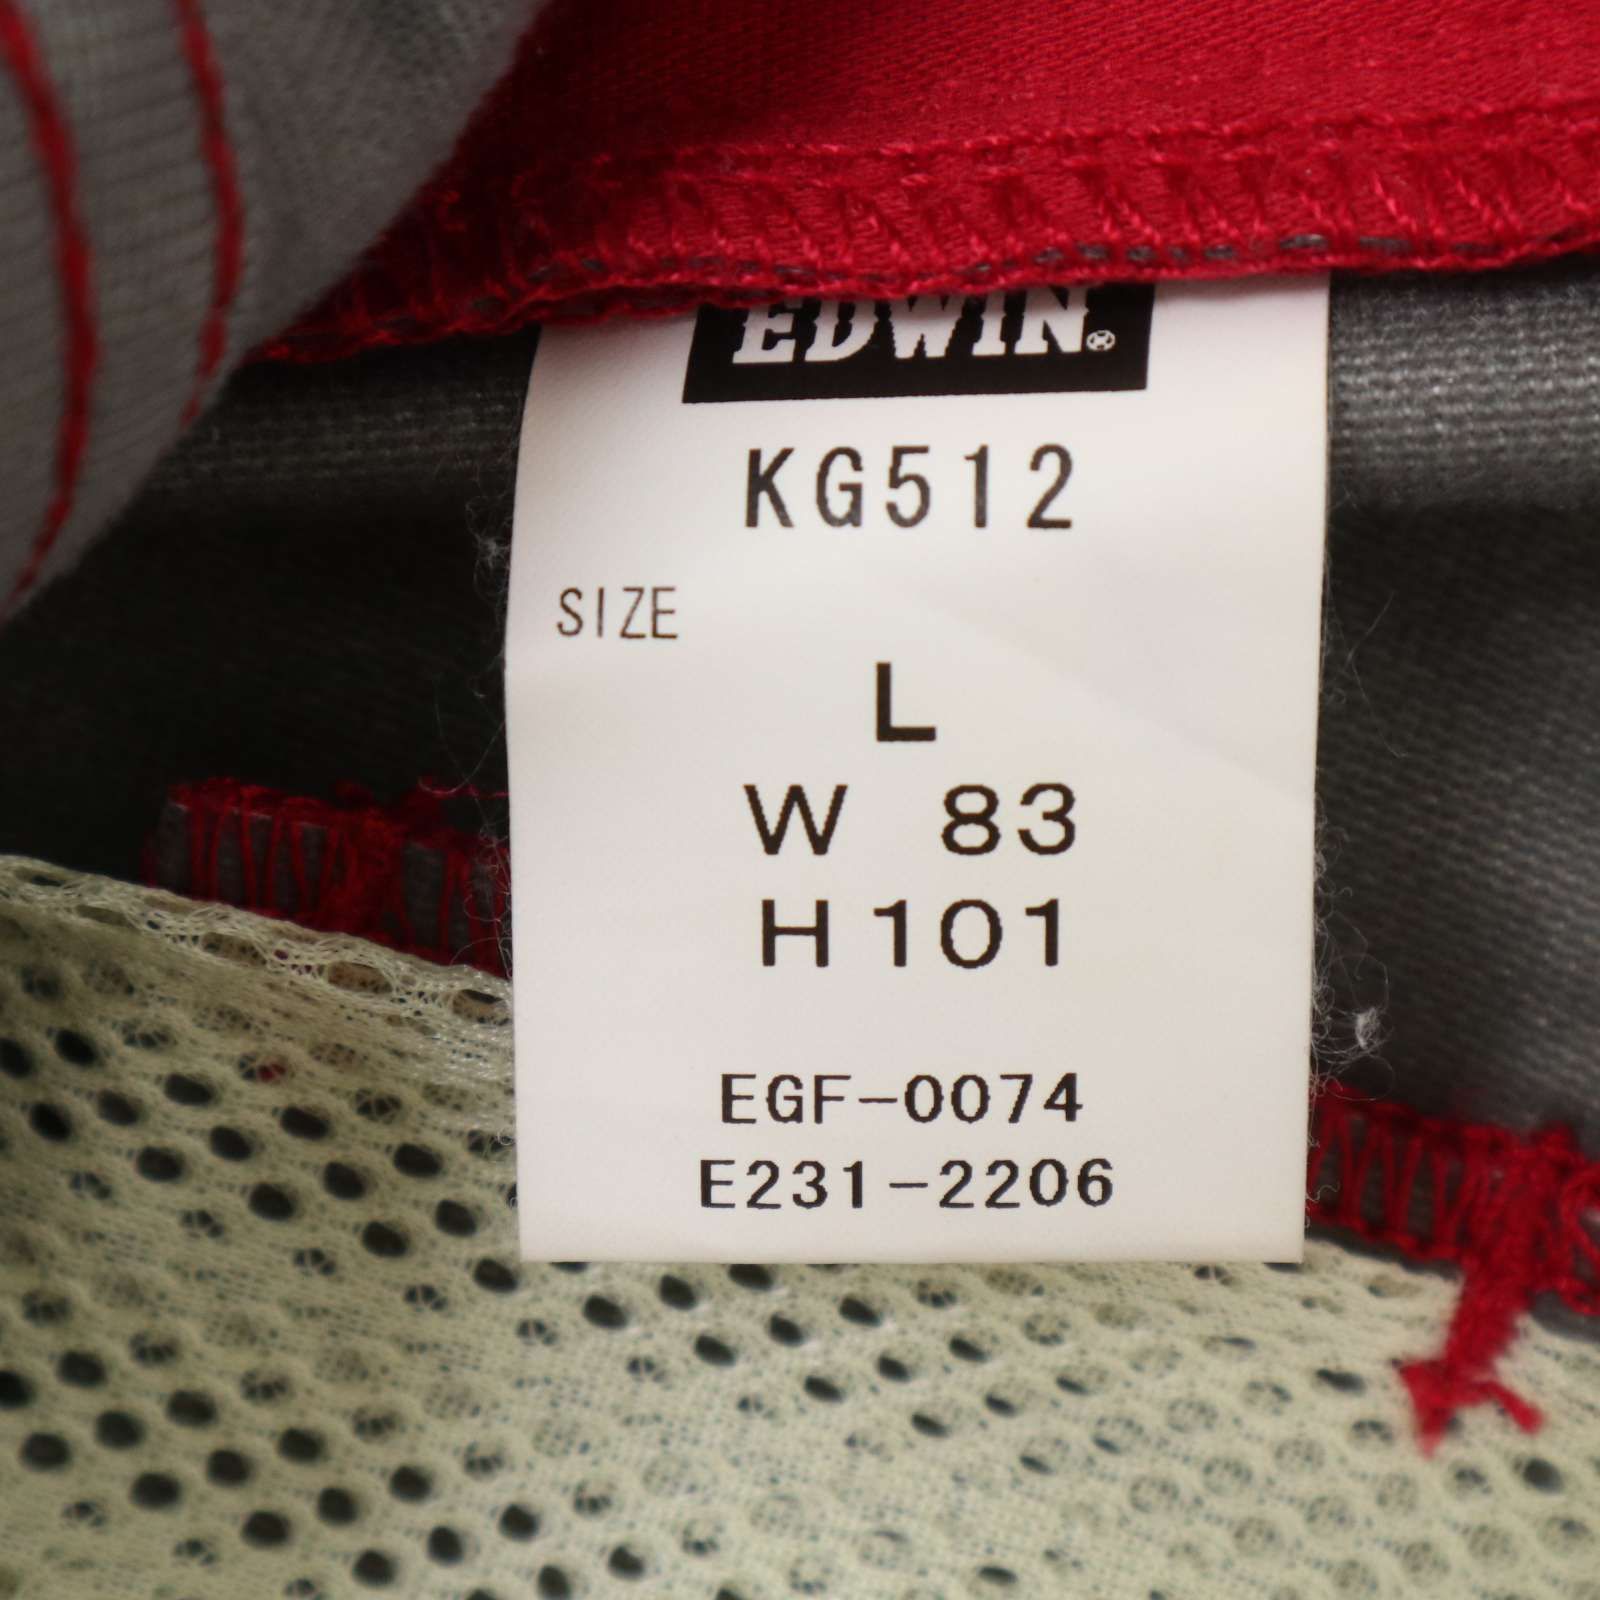 EDWIN
KG512
SIZE
L
W 83
H101
EGF-0074
E231-2206